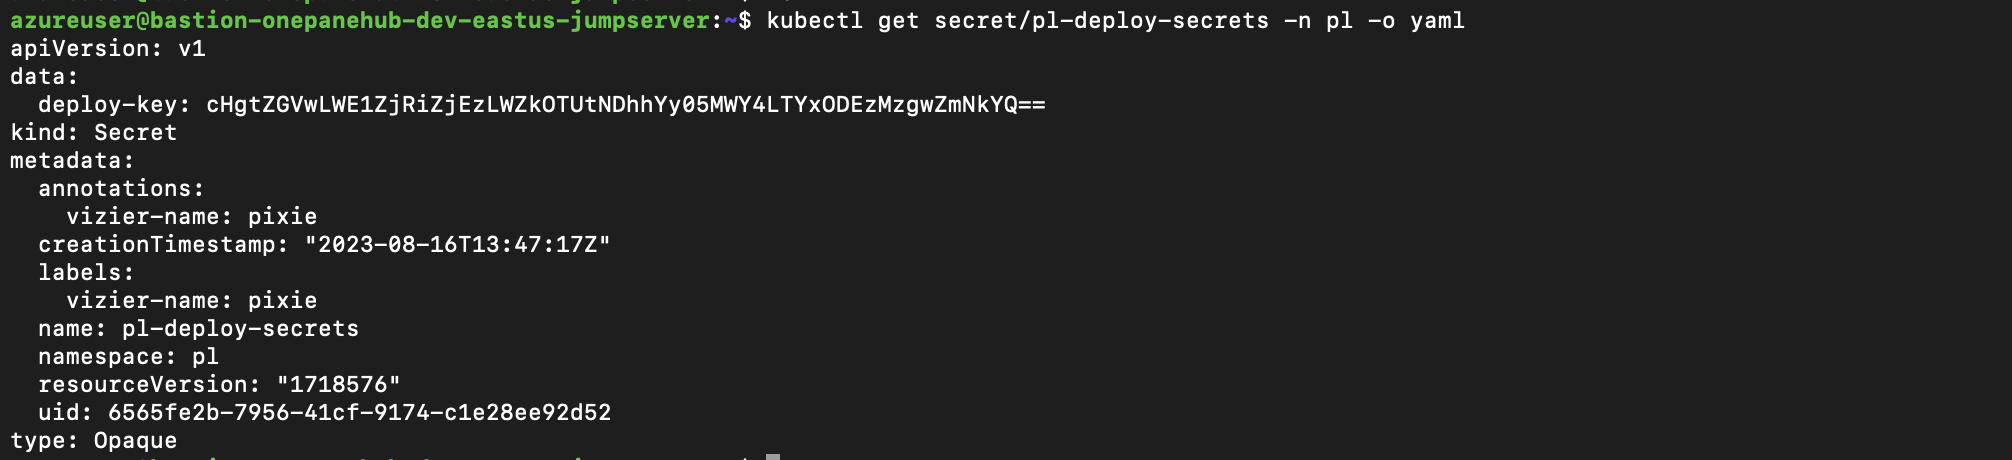 azureuser@bastion-onepanehub-dev-eastus-jumpserver:~$ kubectl get secret/pl-deploy-secrets -n pl -o yaml
apiVersion: v1
data:
  deploy-key: cHgtZGVwLWE1ZjRiZjEzLWZkOTUtNDhhYy05MWY4LTYxODEzMzgwZmNkYQ==
kind: Secret
metadata:
  annotations:
    vizier-name: pixie
  creationTimestamp: "2023-08-16T13:47:17Z"
  labels:
    vizier-name: pixie
  name: pl-deploy-secrets
  namespace: pl
  resourceVersion: "1718576"
  uid: 6565fe2b-7956-41cf-9174-c1e28ee92d52
type: Opaque